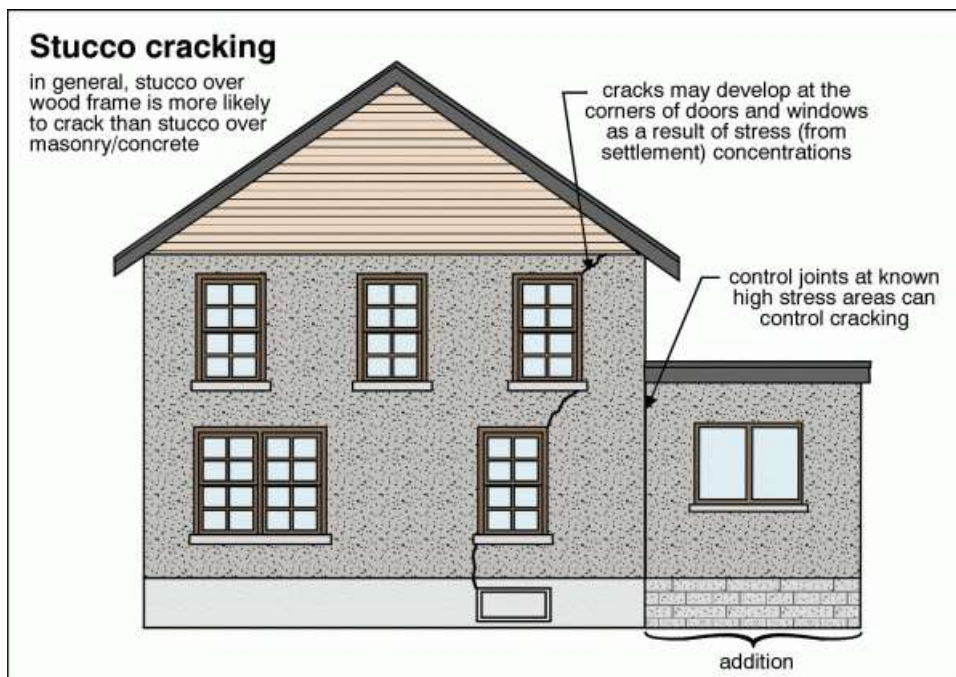 Stucco cracking
in general, stucco over
wood frame is more likely
to crack than stucco over
masonry/concrete
cracks may develop at the
corners of doors and windows
as a result of stress (from
settlement) concentrations
control joints at known
high stress areas can
control cracking
addition